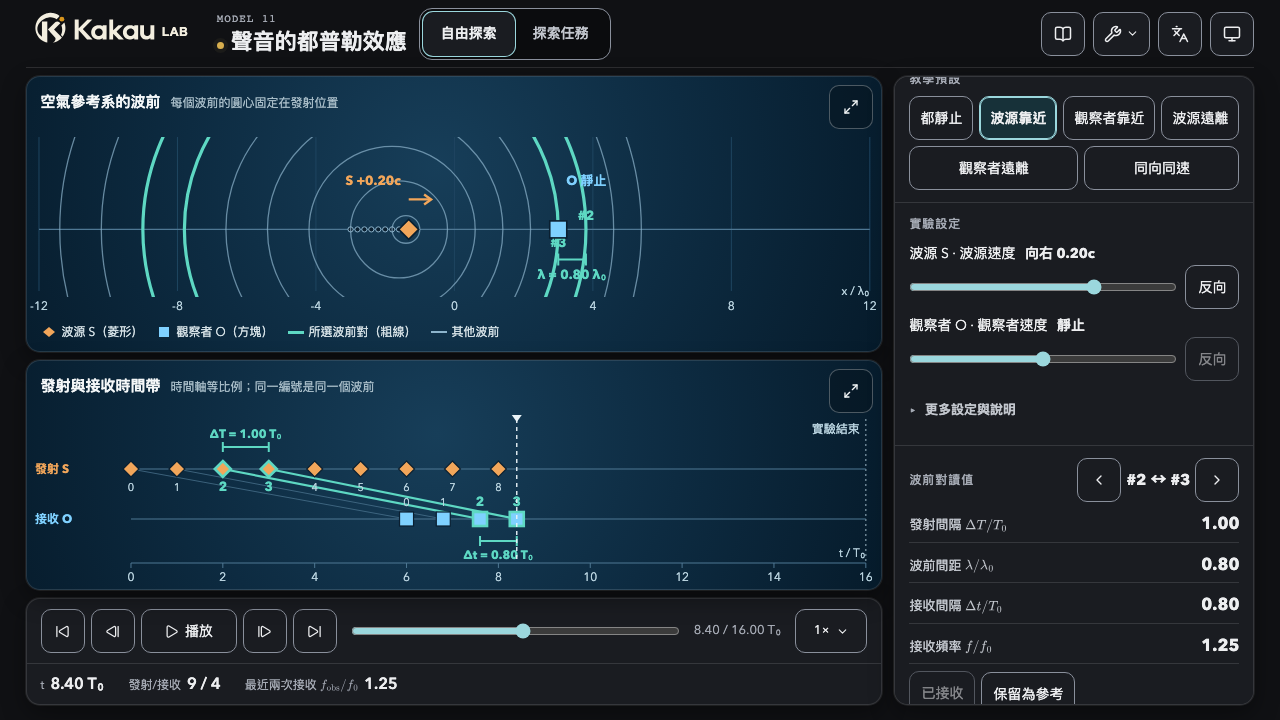 Kakau LAB
MODEL 11
聲音的都普勒效應
自由探索
探索任務
空氣參考系的波前 每個波前的圓心固定在發射位置
S +0.20c
O 靜止
#2
#3
λ = 0.80 λ₀
x / λ₀
-12 -8 -4 0 4 8 12
波源 S（菱形） 觀察者 O（方塊） 所選波前對（粗線） 其他波前
發射與接收時間帶 時間軸等比例；同一編號是同一個波前
實驗結束
ΔT = 1.00 T₀
發射 S
0 1 2 3 4 5 6 7 8
0 1 2 3
接收 O
Δt = 0.80 T₀
t / T₀
0 2 4 6 8 10 12 14 16
播放
8.40 / 16.00 T₀
1×
t 8.40 T₀ 發射/接收 9 / 4 最近兩次接收 f_obs/f₀ 1.25
教學預設
都靜止 波源靠近 觀察者靠近 波源遠離
觀察者遠離 同向同速
實驗設定
波源 S · 波源速度 向右 0.20c
反向
觀察者 O · 觀察者速度 靜止
反向
▸ 更多設定與說明
波前對讀值 #2 ↔ #3
發射間隔 ΔT/T₀ 1.00
波前間距 λ/λ₀ 0.80
接收間隔 Δt/T₀ 0.80
接收頻率 f/f₀ 1.25
已接收 保留為參考